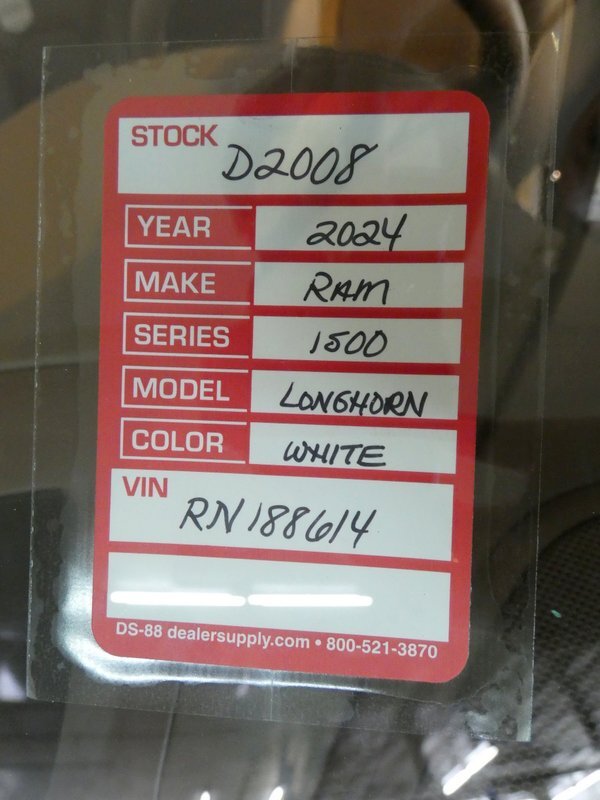 STOCK D2008
YEAR 2024
MAKE RAM
SERIES 1500
MODEL LONGHORN
COLOR WHITE
VIN
RN188614
DS-88 dealersupply.com • 800-521-3870